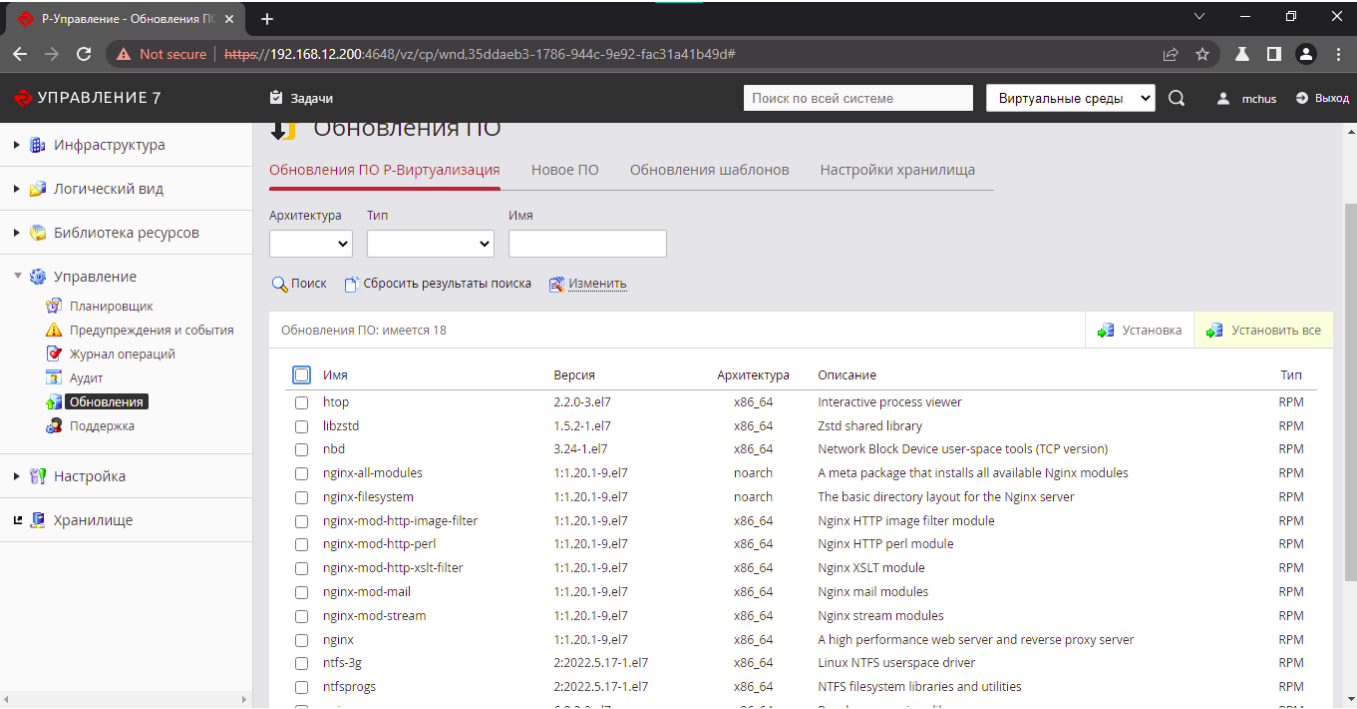 Р-Управление - Обновления ПО
Not secure https://192.168.12.200:4648/vz/cp/wnd,35ddaeb3-1786-944c-9e92-fac31a41b49d#
УПРАВЛЕНИЕ 7
Задачи
Поиск по всей системе
Виртуальные среды
mchus
Выход
Инфраструктура
Логический вид
Библиотека ресурсов
Управление
Планировщик
Предупреждения и события
Журнал операций
Аудит
Обновления
Поддержка
Настройка
Хранилище
Обновления ПО
Обновления ПО Р-Виртуализация Новое ПО Обновления шаблонов Настройки хранилища
Архитектура Тип Имя
Поиск Сбросить результаты поиска Изменить
Обновления ПО: имеется 18 Установка Установить все
Имя Версия Архитектура Описание Тип
htop 2.2.0-3.el7 x86_64 Interactive process viewer RPM
libzstd 1.5.2-1.el7 x86_64 Zstd shared library RPM
nbd 3.24-1.el7 x86_64 Network Block Device user-space tools (TCP version) RPM
nginx-all-modules 1:1.20.1-9.el7 noarch A meta package that installs all available Nginx modules RPM
nginx-filesystem 1:1.20.1-9.el7 noarch The basic directory layout for the Nginx server RPM
nginx-mod-http-image-filter 1:1.20.1-9.el7 x86_64 Nginx HTTP image filter module RPM
nginx-mod-http-perl 1:1.20.1-9.el7 x86_64 Nginx HTTP perl module RPM
nginx-mod-http-xslt-filter 1:1.20.1-9.el7 x86_64 Nginx XSLT module RPM
nginx-mod-mail 1:1.20.1-9.el7 x86_64 Nginx mail modules RPM
nginx-mod-stream 1:1.20.1-9.el7 x86_64 Nginx stream modules RPM
nginx 1:1.20.1-9.el7 x86_64 A high performance web server and reverse proxy server RPM
ntfs-3g 2:2022.5.17-1.el7 x86_64 Linux NTFS userspace driver RPM
ntfsprogs 2:2022.5.17-1.el7 x86_64 NTFS filesystem libraries and utilities RPM